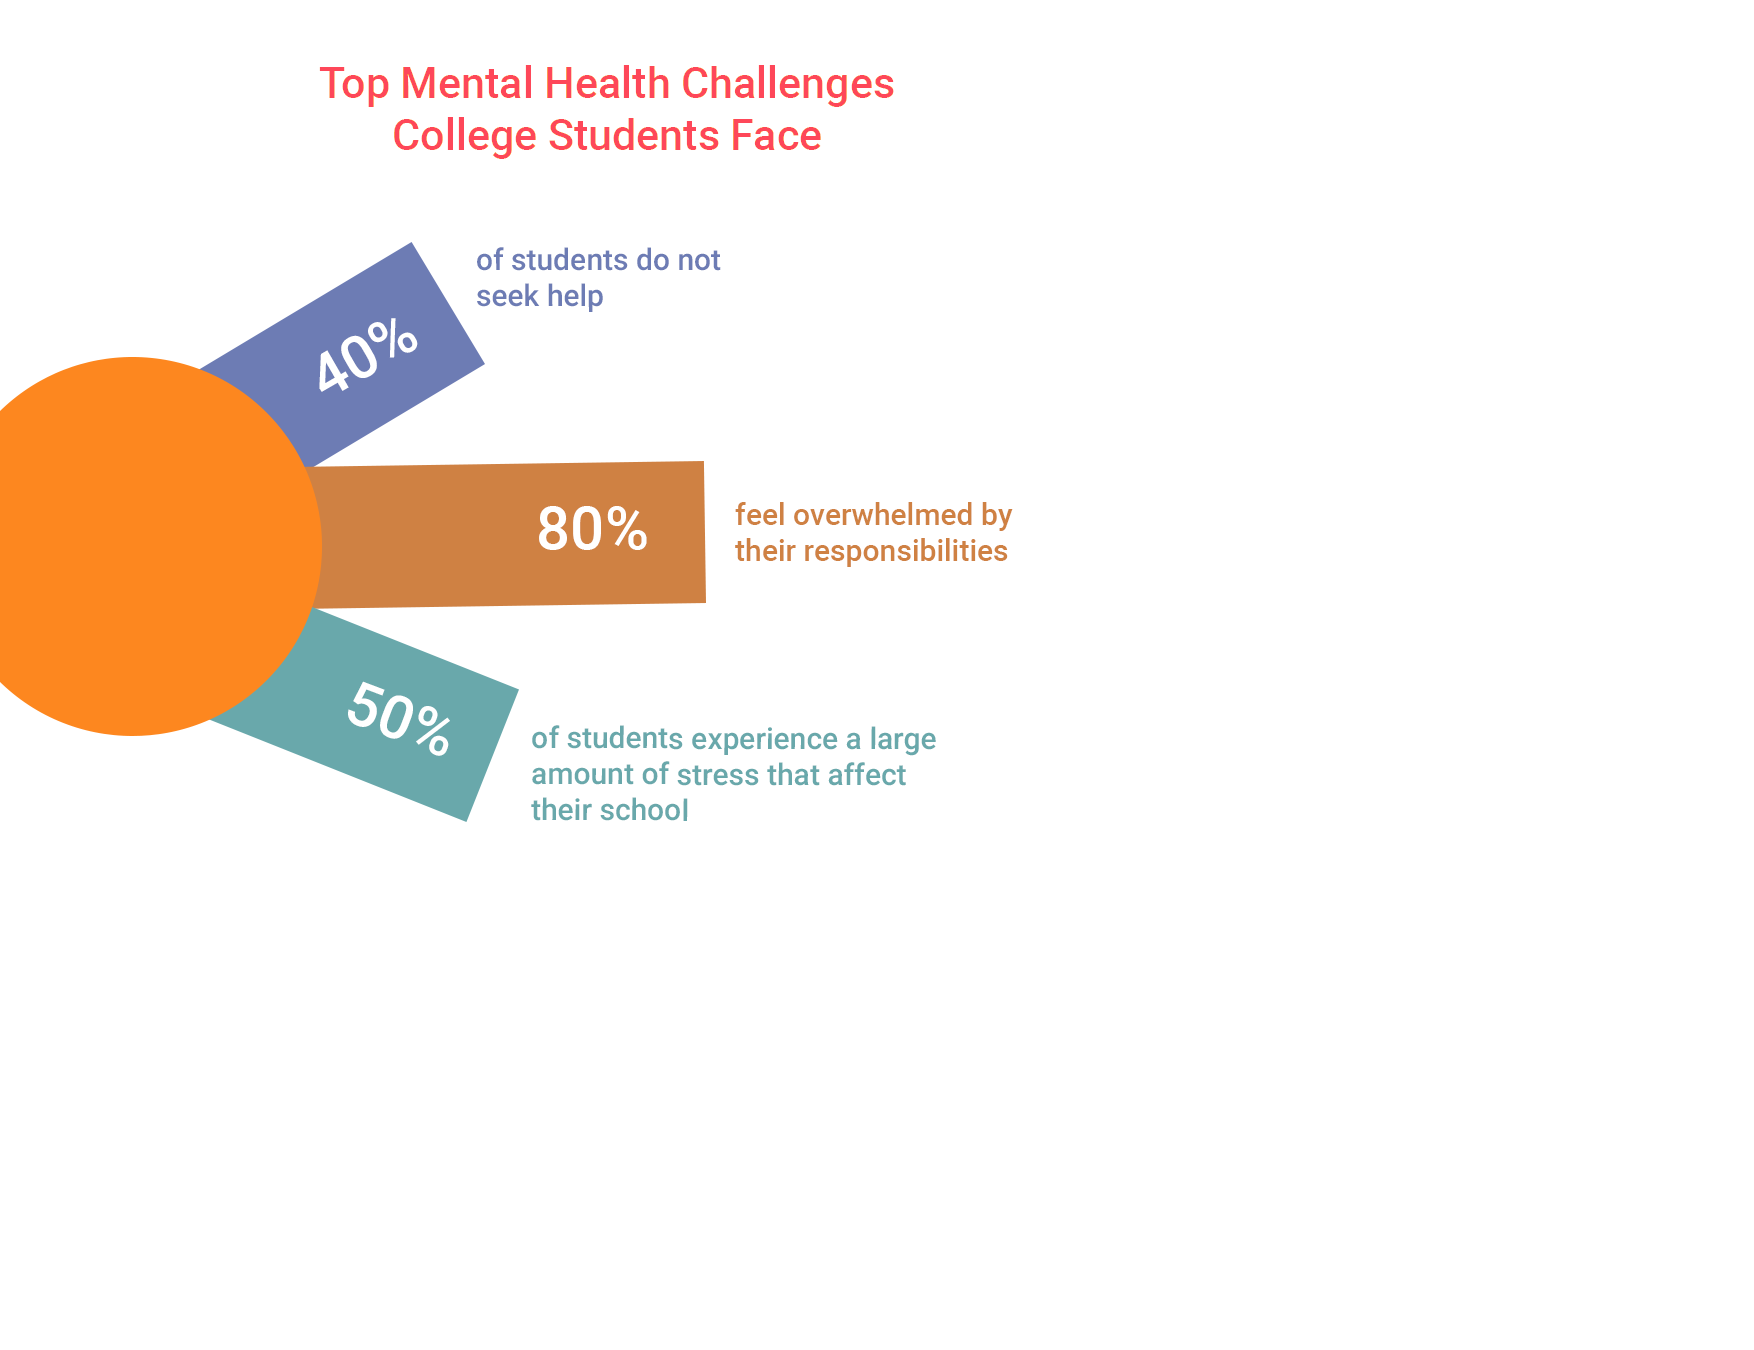 Top Mental Health Challenges
College Students Face
40%
of students do not
seek help
80%
feel overwhelmed by
their responsibilities
50%
of students experience a large
amount of stress that affect
their school